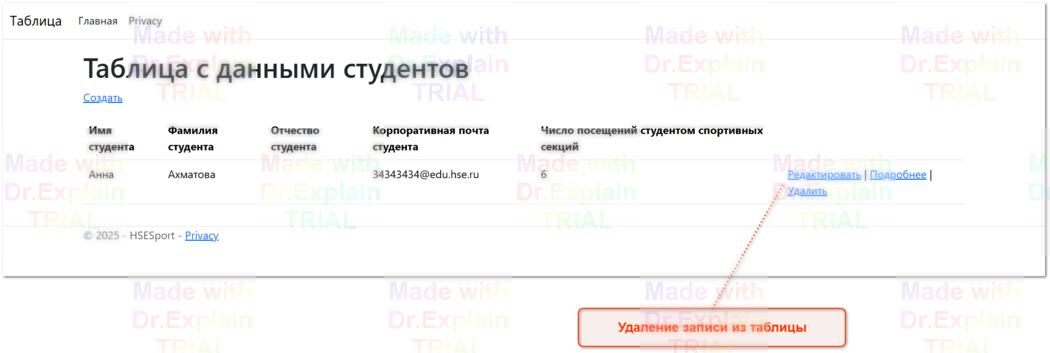 Таблица Главная Privacy
Таблица с данными студентов
Создать
Имя студента Фамилия студента Отчество студента Корпоративная почта студента Число посещений студентом спортивных секций
Анна Ахматова 34343434@edu.hse.ru 6 Редактировать | Подробнее |
Удалить
© 2025 - HSESport - Privacy
Удаление записи из таблицы
Made with Dr.Explain TRIAL